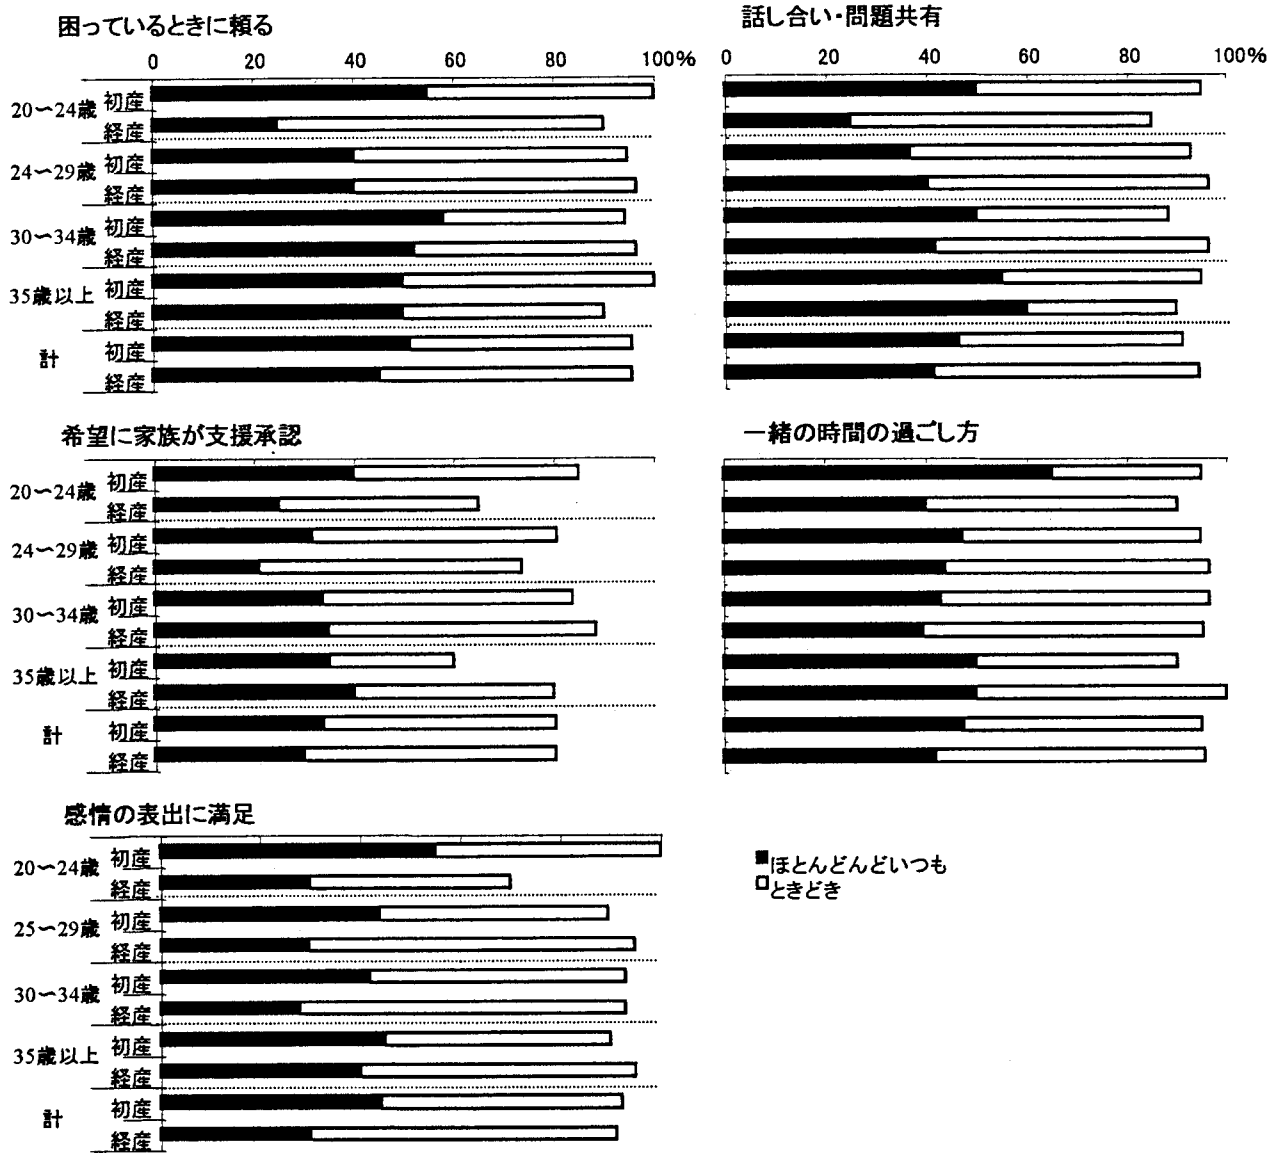 困っているときに頼る
0 20 40 60 80 100%
20〜24歳 初産
経産
24〜29歳 初産
経産
30〜34歳 初産
経産
35歳以上 初産
経産
計 初産
経産
話し合い・問題共有
0 20 40 60 80 100%
希望に家族が支援承認
20〜24歳 初産
経産
24〜29歳 初産
経産
30〜34歳 初産
経産
35歳以上 初産
経産
計 初産
経産
一緒の時間の過ごし方
感情の表出に満足
20〜24歳 初産
経産
25〜29歳 初産
経産
30〜34歳 初産
経産
35歳以上 初産
経産
計 初産
経産
ほとんどんどいつも
ときどき